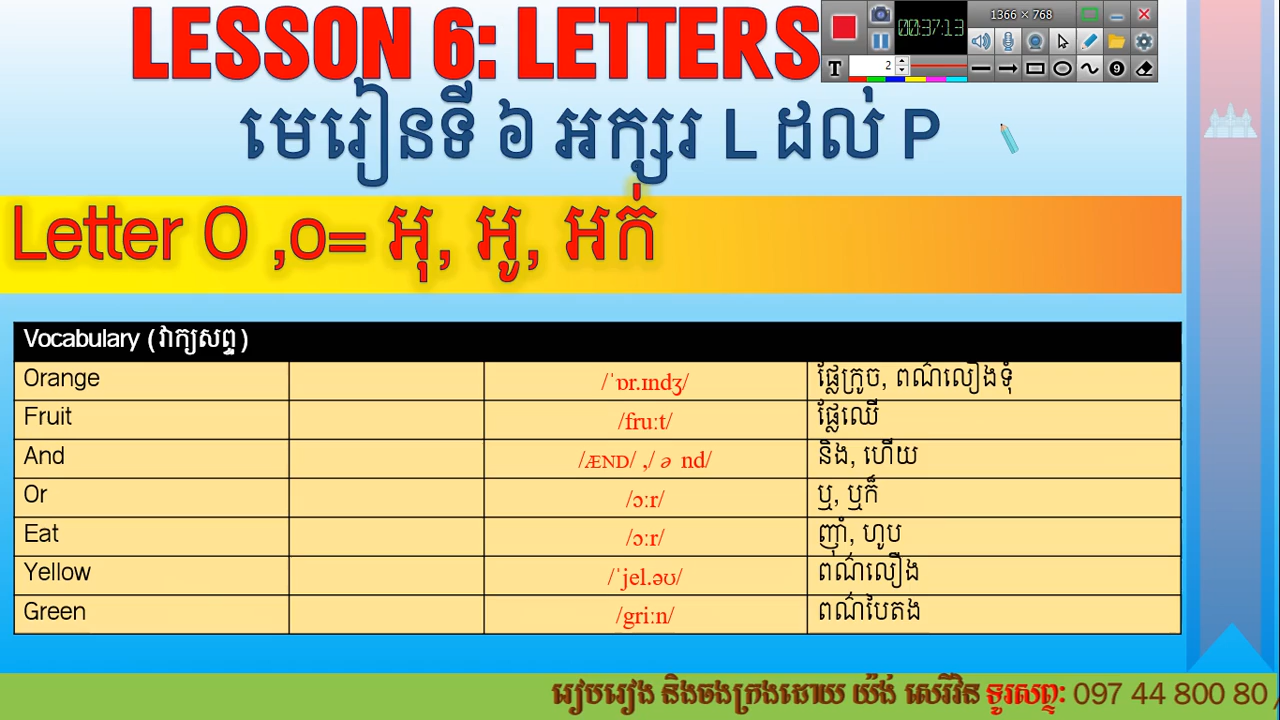 LESSON 6: LETTERS
00:37:13
1366 × 768
T 2 9
មេរៀនទី ៦ អក្សរ L ដល់ P
Letter O ,o= អុ, អូ, អក់
Vocabulary (វាក្យសព្ទ)
Orange /ˈɒr.ɪndʒ/ ផ្លែក្រូច, ពណ៌លឿងទុំ
Fruit /fruːt/ ផ្លែឈើ
And /ÆND/ ,/ ə nd/ និង, ហើយ
Or /ɔːr/ ឬ, ឬក៏
Eat /ɔːr/ ញ៉ាំ, ហូប
Yellow /ˈjel.əʊ/ ពណ៌លឿង
Green /griːn/ ពណ៌បៃតង
រៀបរៀង និងចងក្រងដោយ យ៉ង់ សេរីវិន ទូរសព្ទ: 097 44 800 80